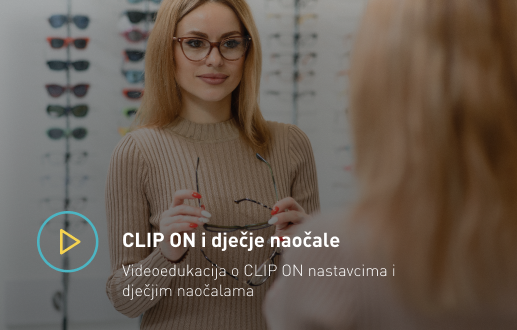 CLIP ON i dječje naočale
Videoedukacija o CLIP ON nastavcima i
dječjim naočalama